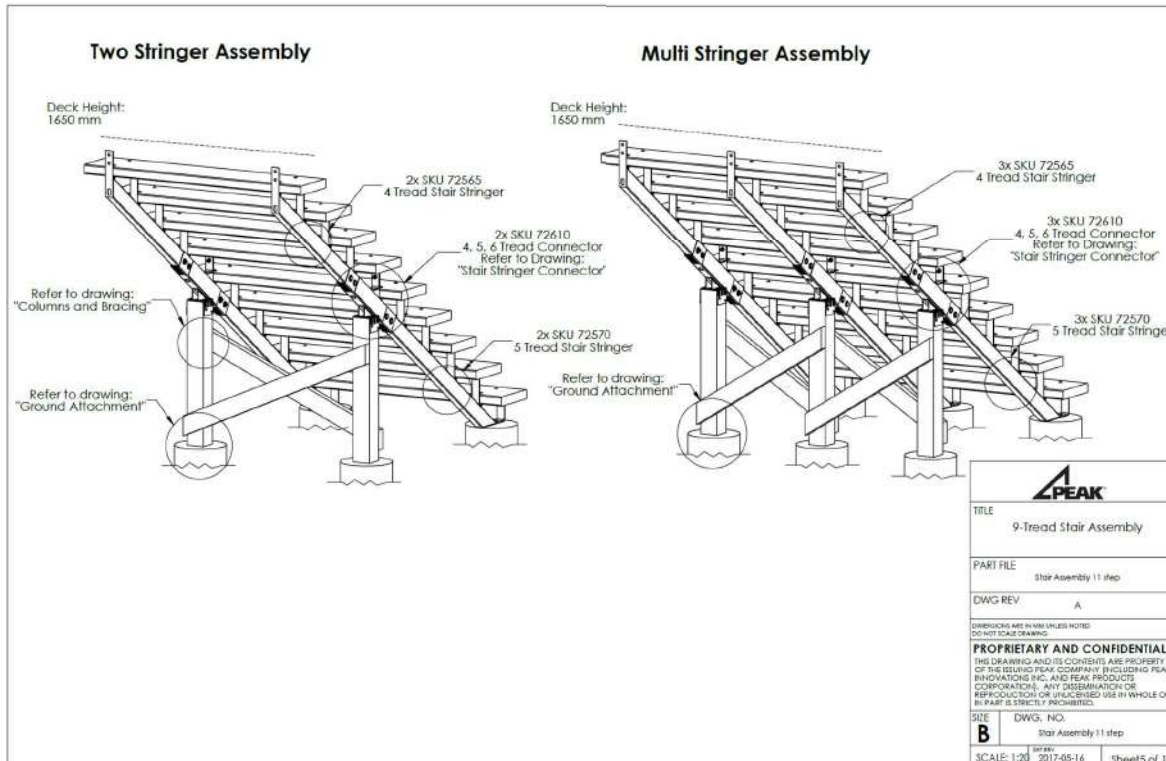 Two Stringer Assembly
Deck Height:
1650 mm
2x SKU 72565
4 Tread Stair Stringer
2x SKU 72610
4, 5, 6 Tread Connector
Refer to Drawing:
"Stair Stringer Connector"
Refer to drawing:
"Columns and Bracing"
2x SKU 72570
5 Tread Stair Stringer
Refer to drawing:
"Ground Attachment"
Multi Stringer Assembly
Deck Height:
1650 mm
3x SKU 72565
4 Tread Stair Stringer
3x SKU 72610
4, 5, 6 Tread Connector
Refer to Drawing:
"Stair Stringer Connector"
3x SKU 72570
5 Tread Stair Stringe
Refer to drawing:
"Ground Attachment"
PEAK
TITLE
9-Tread Stair Assembly
PART FILE
Stair Assembly 11 step
DWG REV
A
DIMENSIONS ARE IN MM UNLESS NOTED
DO NOT SCALE DRAWING
PROPRIETARY AND CONFIDENTIAL
THIS DRAWING AND ITS CONTENTS ARE PROPERTY
OF THE ISSUING PEAK COMPANY (INCLUDING PEA
INNOVATIONS INC. AND PEAK PRODUCTS
CORPORATION). ANY DISSEMINATION OR
REPRODUCTION OR UNLICENSED USE IN WHOLE O
IN PART IS STRICTLY PROHIBITED.
SIZE
B
DWG. NO.
Stair Assembly 11 step
SCALE: 1:20
2017-05-16
Sheet5 of 1